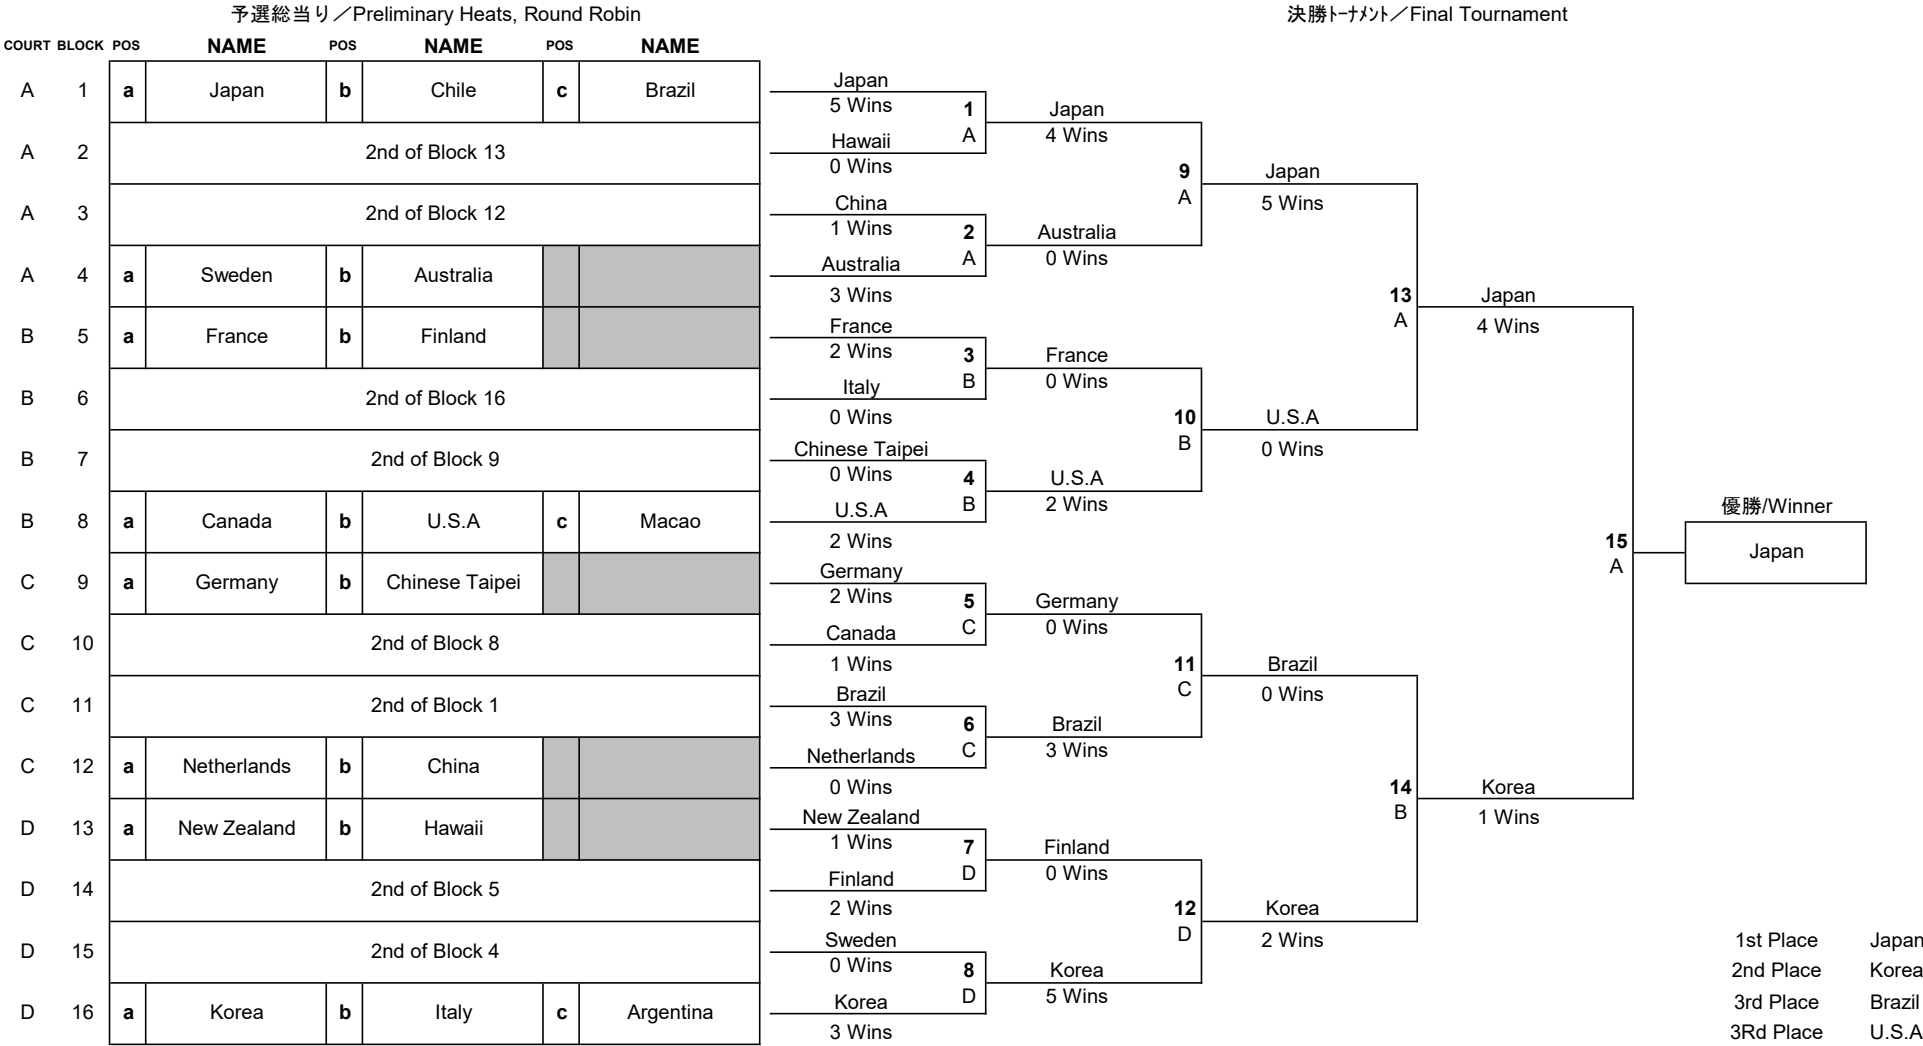 予選総当り／Preliminary Heats, Round Robin
決勝ﾄｰﾅﾒﾝﾄ／Final Tournament
COURT BLOCK POS NAME POS NAME POS NAME
A 1 a Japan b Chile c Brazil
A 2 2nd of Block 13
A 3 2nd of Block 12
A 4 a Sweden b Australia
B 5 a France b Finland
B 6 2nd of Block 16
B 7 2nd of Block 9
B 8 a Canada b U.S.A c Macao
C 9 a Germany b Chinese Taipei
C 10 2nd of Block 8
C 11 2nd of Block 1
C 12 a Netherlands b China
D 13 a New Zealand b Hawaii
D 14 2nd of Block 5
D 15 2nd of Block 4
D 16 a Korea b Italy c Argentina
Japan
5 Wins
1
A
Hawaii
0 Wins
China
1 Wins
2
A
Australia
3 Wins
France
2 Wins
3
B
Italy
0 Wins
Chinese Taipei
0 Wins
4
B
U.S.A
2 Wins
Germany
2 Wins
5
C
Canada
1 Wins
Brazil
3 Wins
6
C
Netherlands
0 Wins
New Zealand
1 Wins
7
D
Finland
2 Wins
Sweden
0 Wins
8
D
Korea
3 Wins
Japan
4 Wins
9
A
Australia
0 Wins
France
0 Wins
10
B
U.S.A
2 Wins
Germany
0 Wins
11
C
Brazil
3 Wins
Finland
0 Wins
12
D
Korea
5 Wins
Japan
5 Wins
13
A
U.S.A
0 Wins
Brazil
0 Wins
14
B
Korea
2 Wins
Japan
4 Wins
15
A
Korea
1 Wins
優勝/Winner
Japan
1st Place Japan
2nd Place Korea
3rd Place Brazil
3Rd Place U.S.A